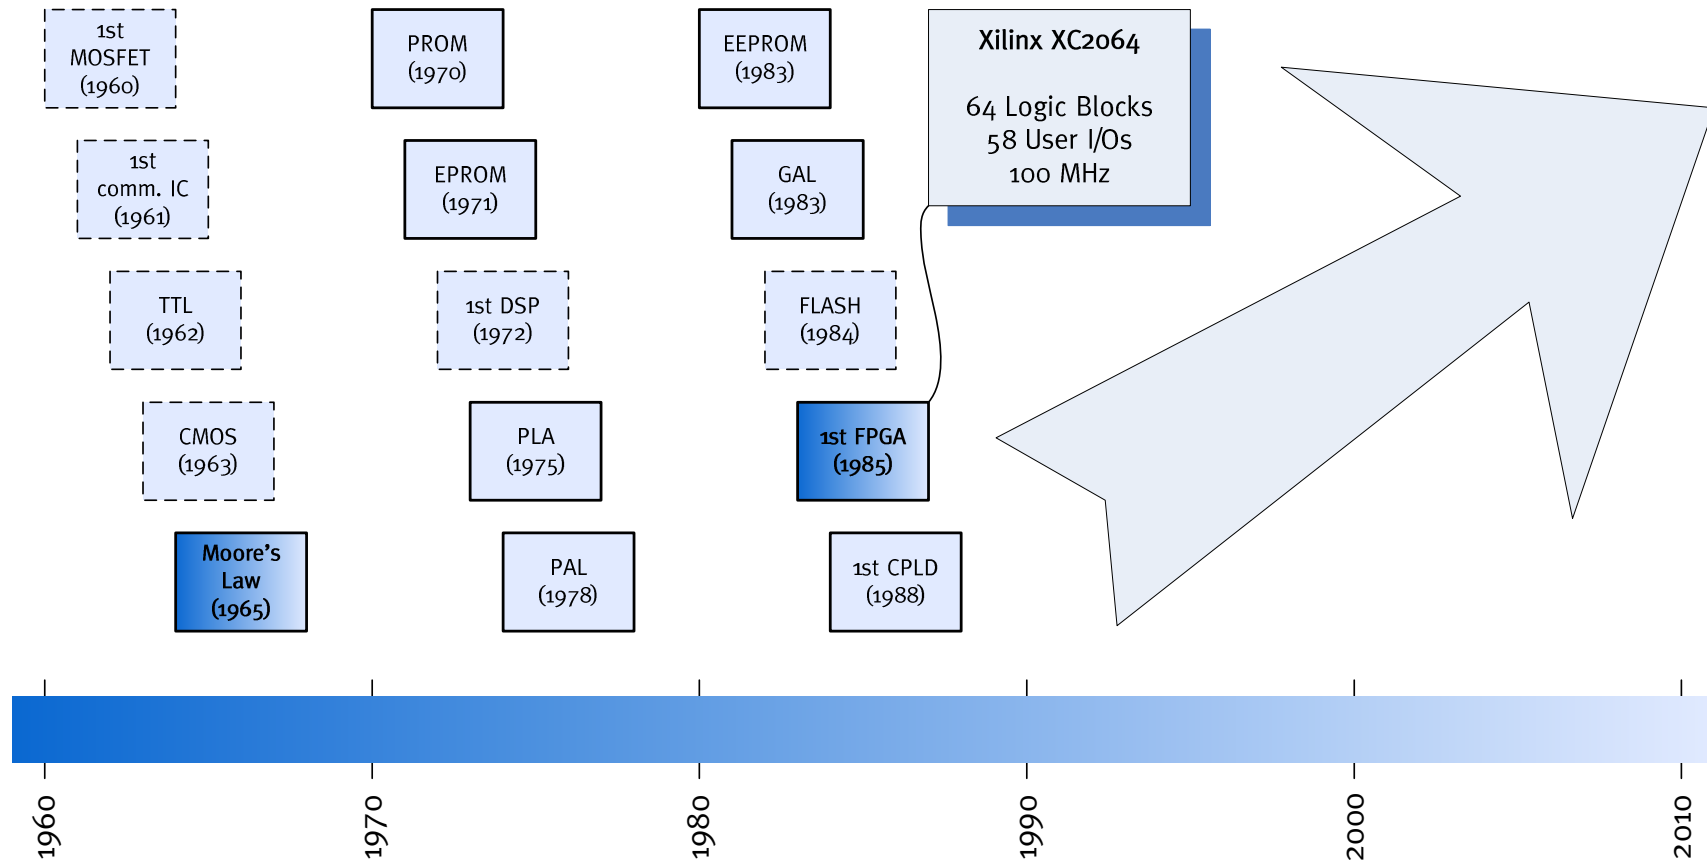 1st
MOSFET
(1960)
1st
comm. IC
(1961)
TTL
(1962)
CMOS
(1963)
Moore's
Law
(1965)
PROM
(1970)
EPROM
(1971)
1st DSP
(1972)
PLA
(1975)
PAL
(1978)
EEPROM
(1983)
GAL
(1983)
FLASH
(1984)
1st FPGA
(1985)
1st CPLD
(1988)
Xilinx XC2064
64 Logic Blocks
58 User I/Os
100 MHz
1960
1970
1980
1990
2000
2010